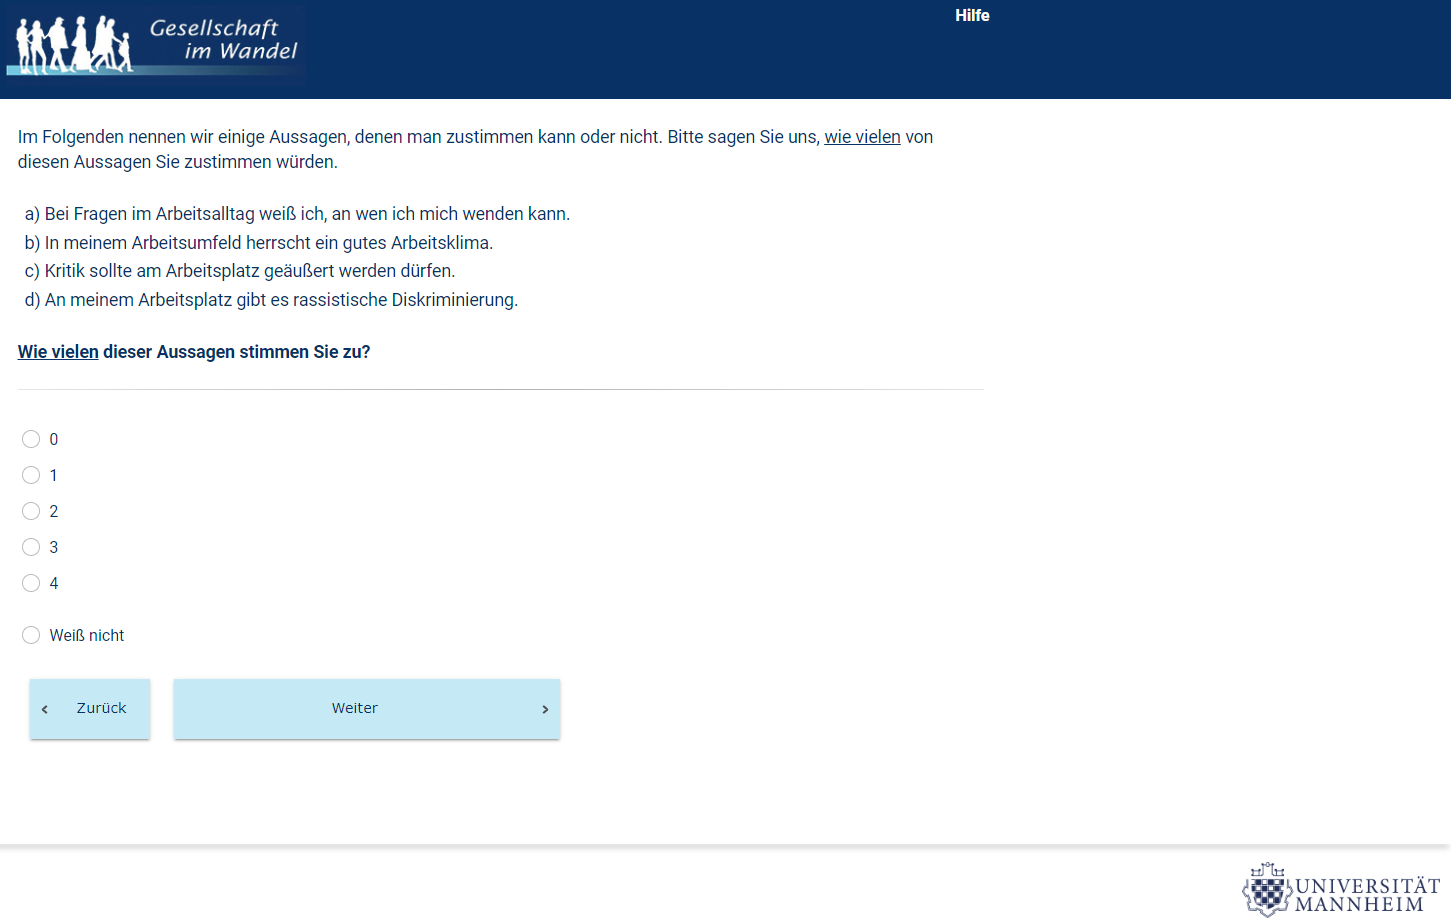 Gesellschaft
im Wandel
Hilfe
Im Folgenden nennen wir einige Aussagen, denen man zustimmen kann oder nicht. Bitte sagen Sie uns, wie vielen von
diesen Aussagen Sie zustimmen würden.
a) Bei Fragen im Arbeitsalltag weiß ich, an wen ich mich wenden kann.
b) In meinem Arbeitsumfeld herrscht ein gutes Arbeitsklima.
c) Kritik sollte am Arbeitsplatz geäußert werden dürfen.
d) An meinem Arbeitsplatz gibt es rassistische Diskriminierung.
Wie vielen dieser Aussagen stimmen Sie zu?
0
1
2
3
4
Weiß nicht
‹ Zurück
Weiter ›
UNIVERSITÄT
MANNHEIM